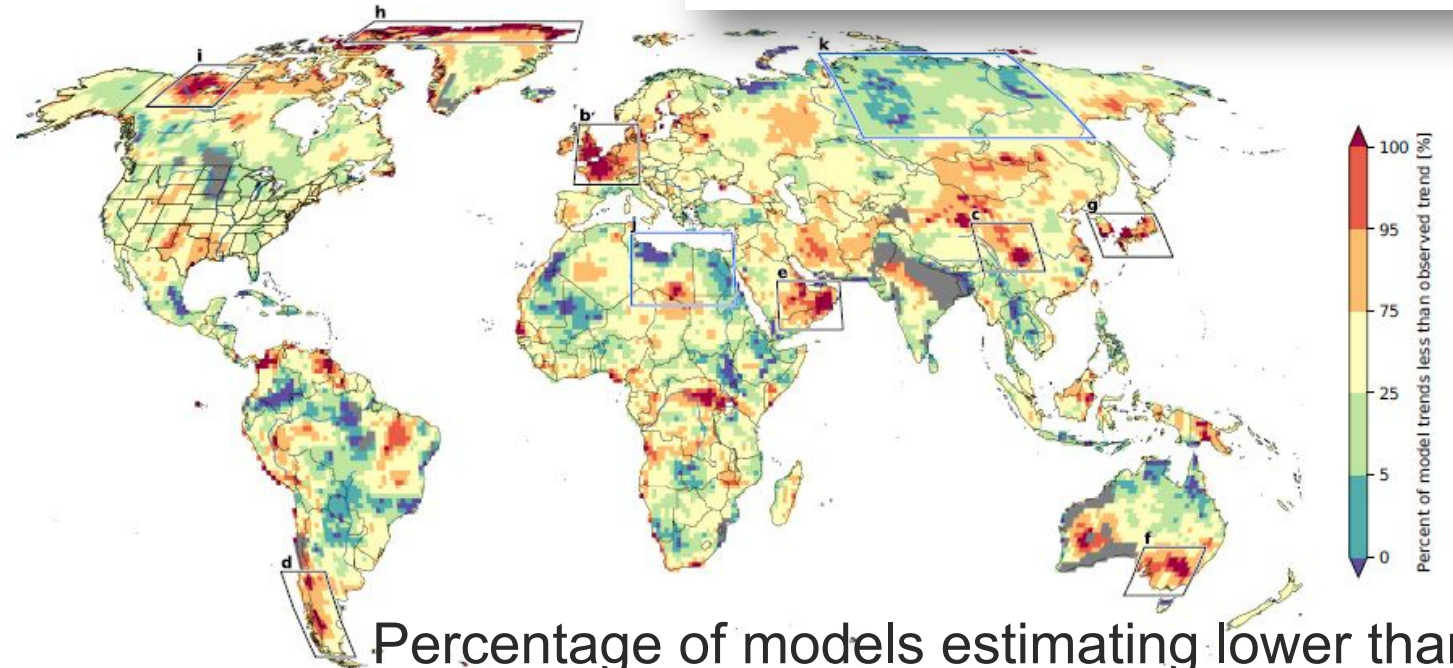 h
i
k
b
g
c
j
e
f
d
100
95
75
25
5
0
Percent of model trends less than observed trend [%]
Percentage of models estimating lower tha